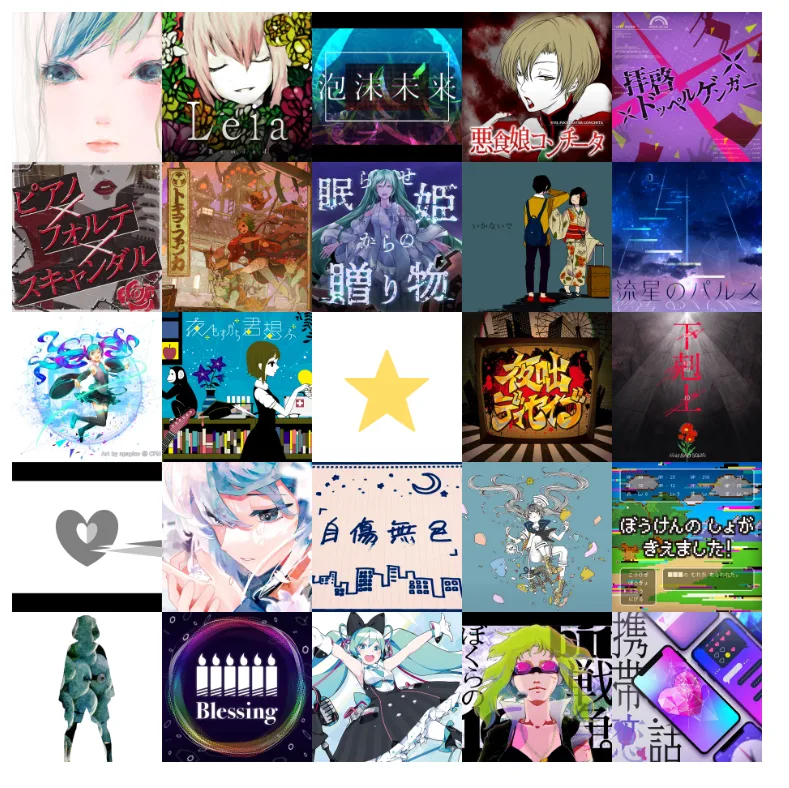 Leia
泡沫未来
悪食娘コンチータ
拝啓
ドッペルゲンガー
ピアノ
×
フォルテ
×
スキャンダル
眠らせ
姫
からの
贈り物
いかないで
流星のパルス
夜もすがら君想ふ
夜咄
ディセイブ
下剋上
自傷無色
ぼうけんの しょが
きえました！
Blessing
ぼくらの
戦争。
携帯恋話